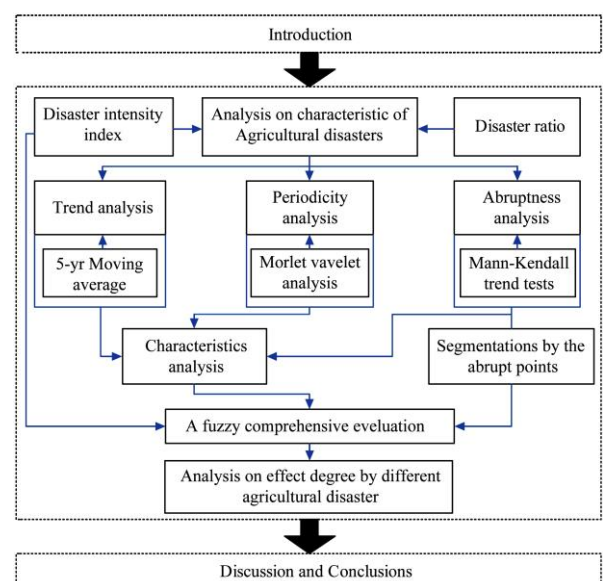 Introduction
Disaster intensity
index
Analysis on characteristic of
Agricultural disasters
Disaster ratio
Trend analysis
Periodicity
analysis
Abruptness
analysis
5-yr Moving
average
Morlet vavelet
analysis
Mann-Kendall
trend tests
Characteristics
analysis
Segmentations by the
abrupt points
A fuzzy comprehensive eveluation
Analysis on effect degree by different
agricultural disaster
Discussion and Conclusions